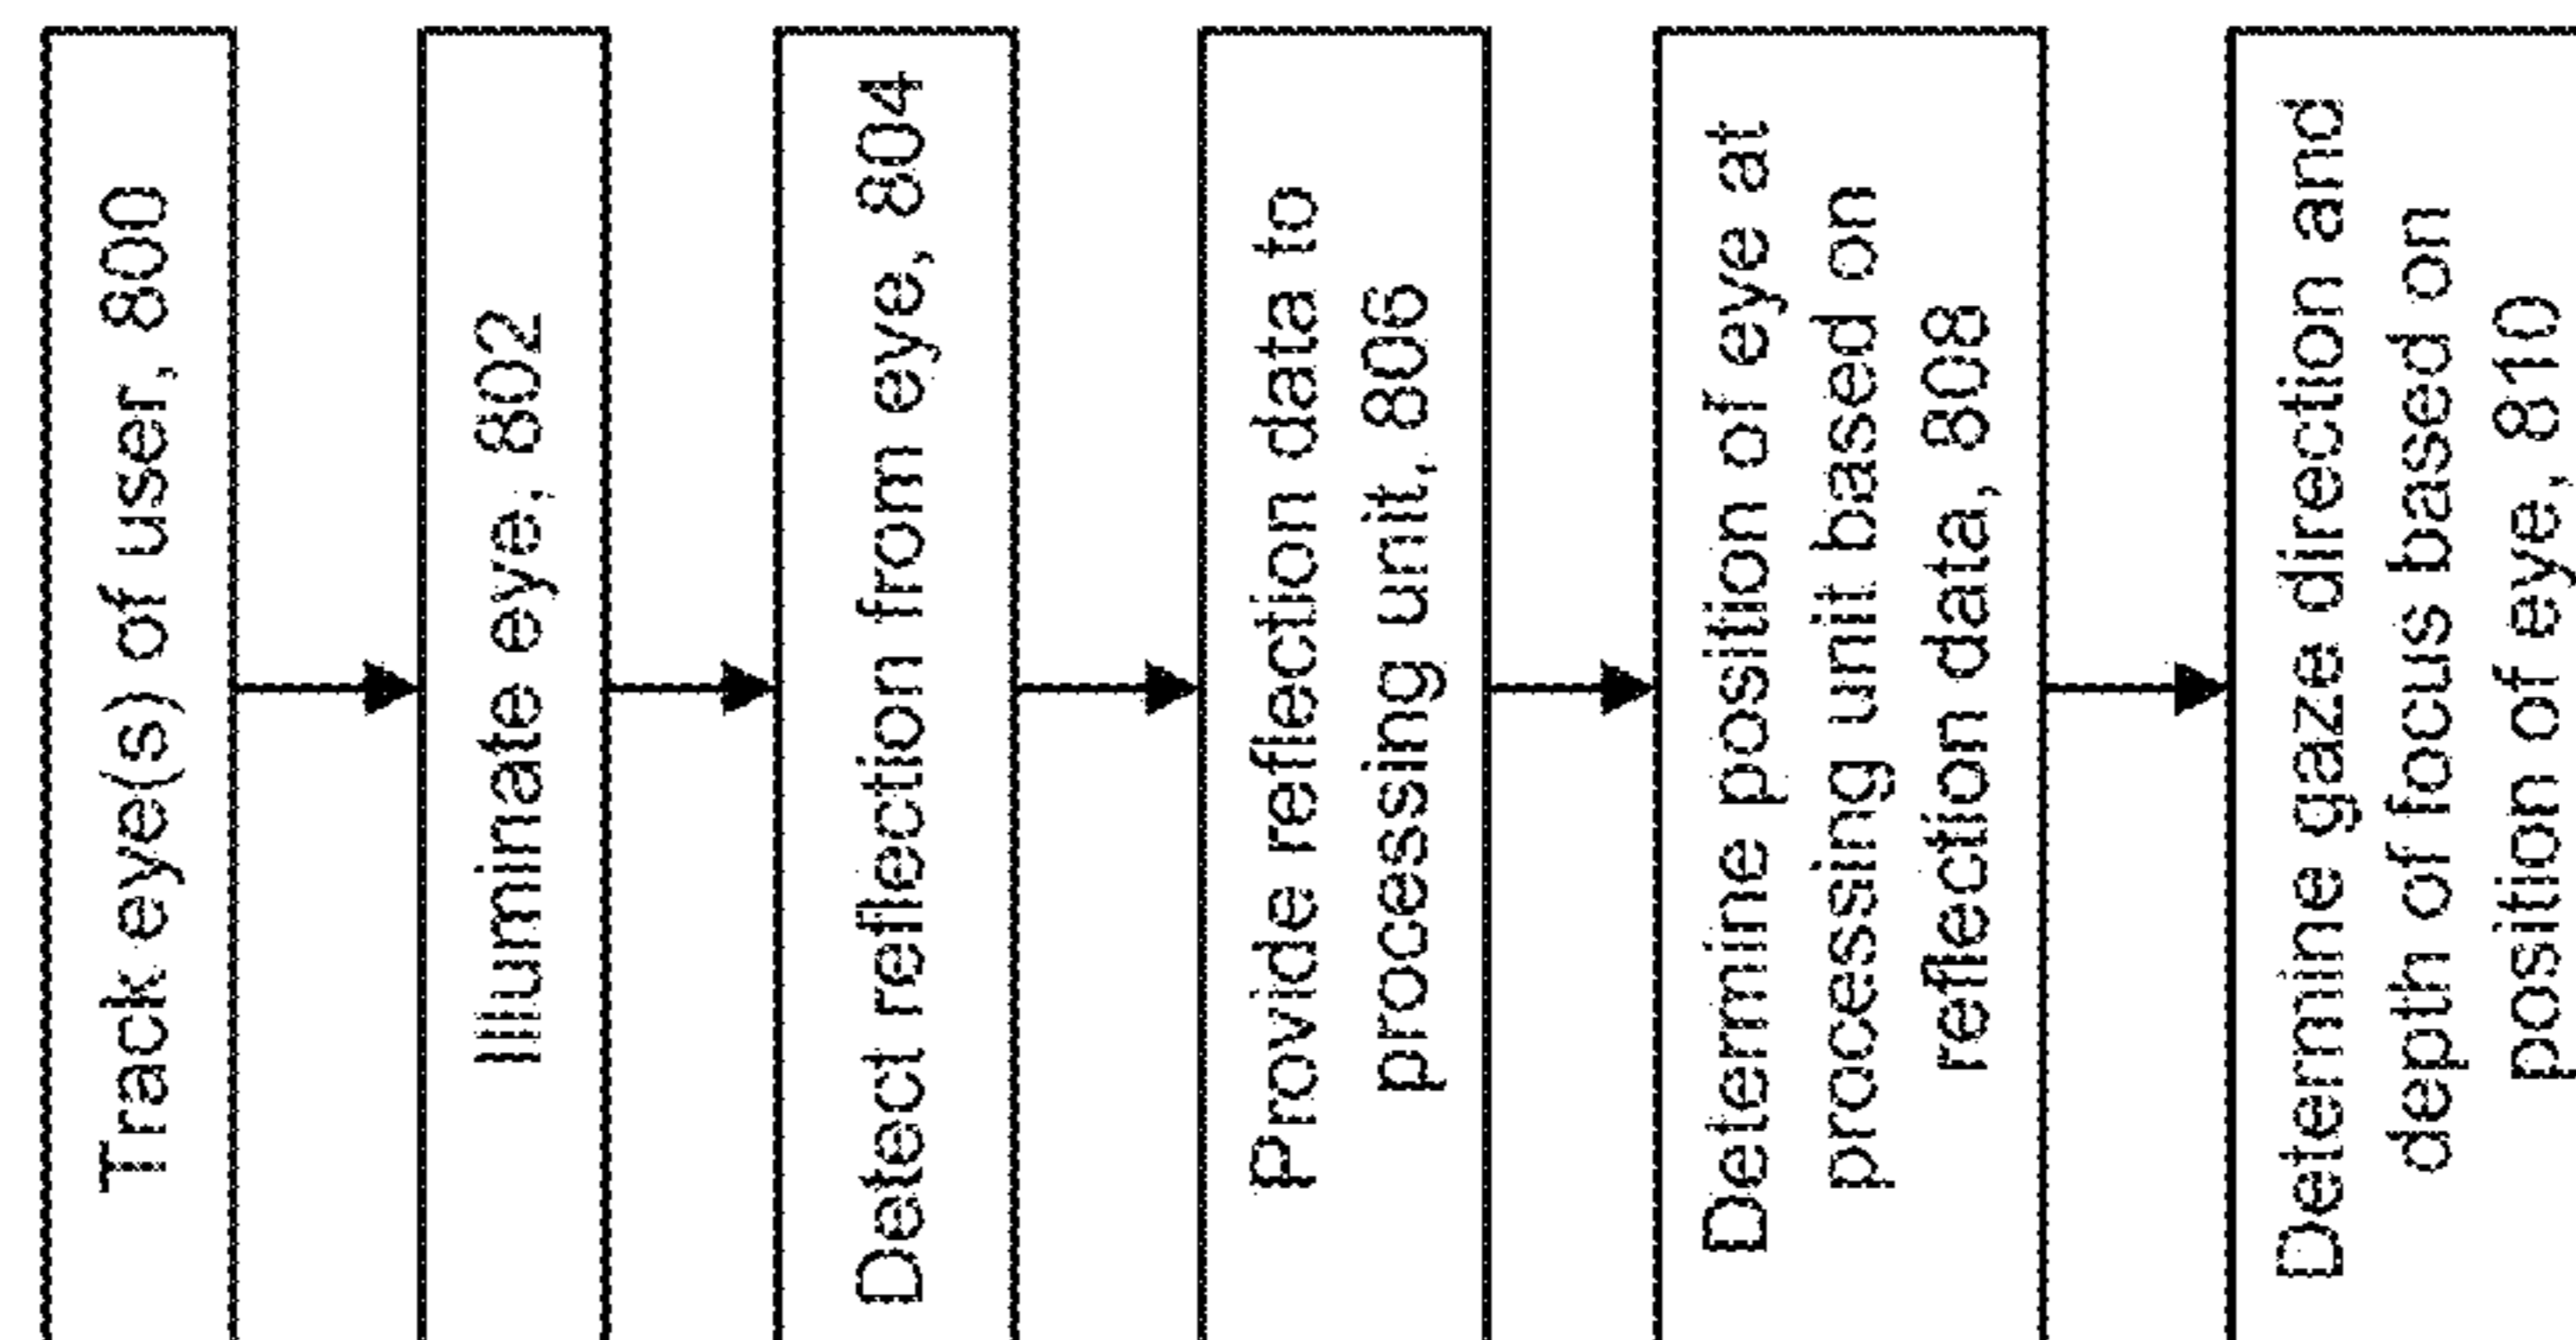 Track eye(s) of user, 800
Illuminate eye, 802
Detect reflection from eye, 804
Provide reflection data to
processing unit, 806
Determine position of eye at
processing unit based on
reflection data, 808
Determine gaze direction and
depth of focus based on
position of eye, 810